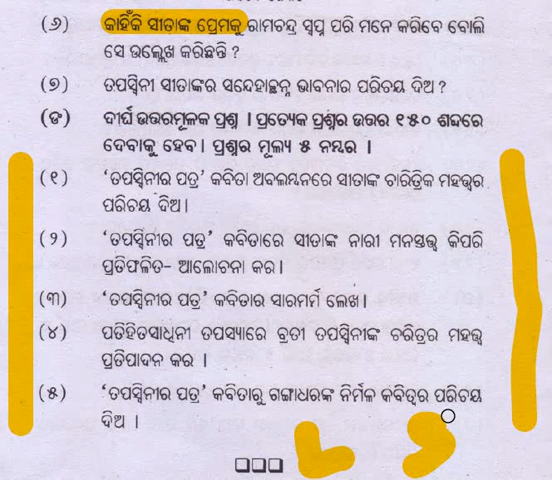 (୬) କାହିଁକି ସୀତାଙ୍କ ପ୍ରେମକୁ ରାମଚନ୍ଦ୍ର ସ୍ବପ୍ନ ପରି ମନେ କରିବେ ବୋଲି
ସେ ଉଲ୍ଲେଖ କରିଛନ୍ତି ?
(୭) ତପସ୍ବିନୀ ସୀତାଙ୍କର ସନ୍ଦେହାଚ୍ଛନ୍ନ ଭାବନାର ପରିଚୟ ଦିଅ ?
(ଙ) ଦୀର୍ଘ ଉତ୍ତରମୂଳକ ପ୍ରଶ୍ନ । ପ୍ରତ୍ୟେକ ପ୍ରଶ୍ନର ଉତ୍ତର ୧୫୦ ଶବ୍ଦରେ
ଦେବାକୁ ହେବ । ପ୍ରଶ୍ନର ମୂଲ୍ୟ ୫ ନମ୍ବର ।
(୧) ‘ତପସ୍ବିନୀର ପତ୍ର’ କବିତା ଅବଲମ୍ବନରେ ସୀତାଙ୍କ ଚାରିତ୍ରିକ ମହତ୍ତ୍ବର
ପରିଚୟ ଦିଅ ।
(୨) ‘ତପସ୍ବିନୀର ପତ୍ର’ କବିତାରେ ସୀତାଙ୍କ ନାରୀ ମନସ୍ତତ୍ତ୍ବ କିପରି
ପ୍ରତିଫଳିତ- ଆଲୋଚନା କର ।
(୩) ‘ତପସ୍ବିନୀର ପତ୍ର’ କବିତାର ସାରମର୍ମ ଲେଖ ।
(୪) ପତିହିତସାଧିନୀ ତପସ୍ୟାରେ ବ୍ରତୀ ତପସ୍ବିନୀଙ୍କ ଚରିତ୍ରର ମହତ୍ତ୍ବ
ପ୍ରତିପାଦନ କର ।
(୫) ‘ତପସ୍ବିନୀର ପତ୍ର’ କବିତାରୁ ଗଙ୍ଗାଧରଙ୍କ ନିର୍ମଳ କବିତ୍ବର ପରିଚୟ
ଦିଅ ।